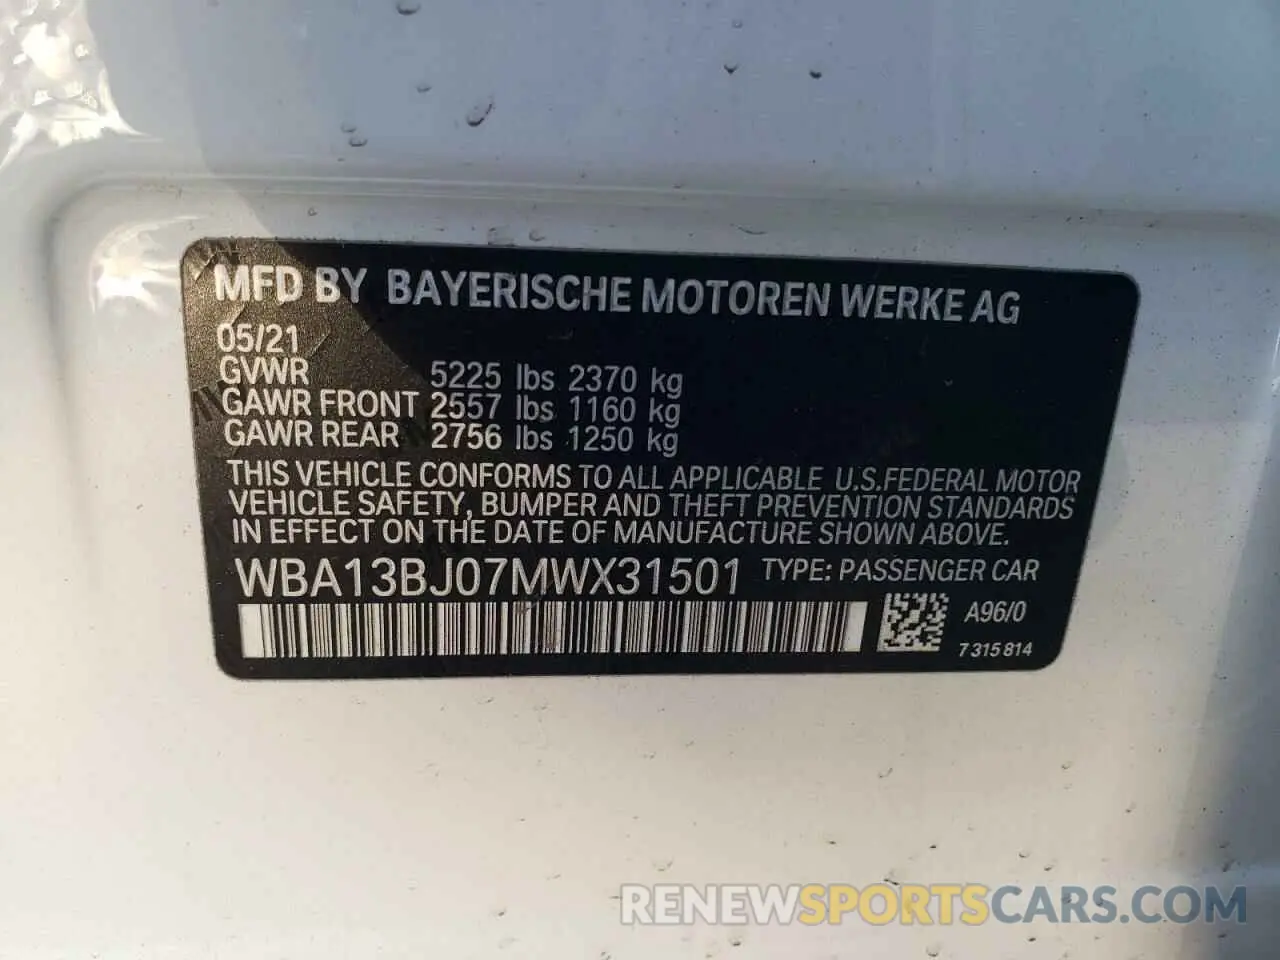 MFD BY BAYERISCHE MOTOREN WERKE AG
05/21
GVWR 5225 lbs 2370 kg
GAWR FRONT 2557 lbs 1160 kg
GAWR REAR 2756 lbs 1250 kg
THIS VEHICLE CONFORMS TO ALL APPLICABLE U.S.FEDERAL MOTOR
VEHICLE SAFETY, BUMPER AND THEFT PREVENTION STANDARDS
IN EFFECT ON THE DATE OF MANUFACTURE SHOWN ABOVE.
WBA13BJ07MWX31501 TYPE: PASSENGER CAR
A96/0
7 315 814
RENEWSPORTSCARS.COM